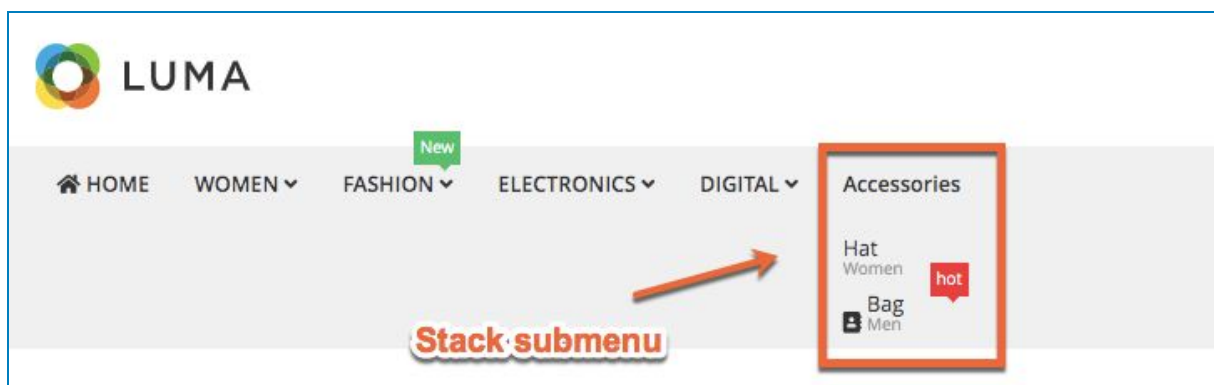 LUMA
New
HOME WOMEN FASHION ELECTRONICS DIGITAL Accessories
Hat
Women
hot
Bag
Men
Stack submenu